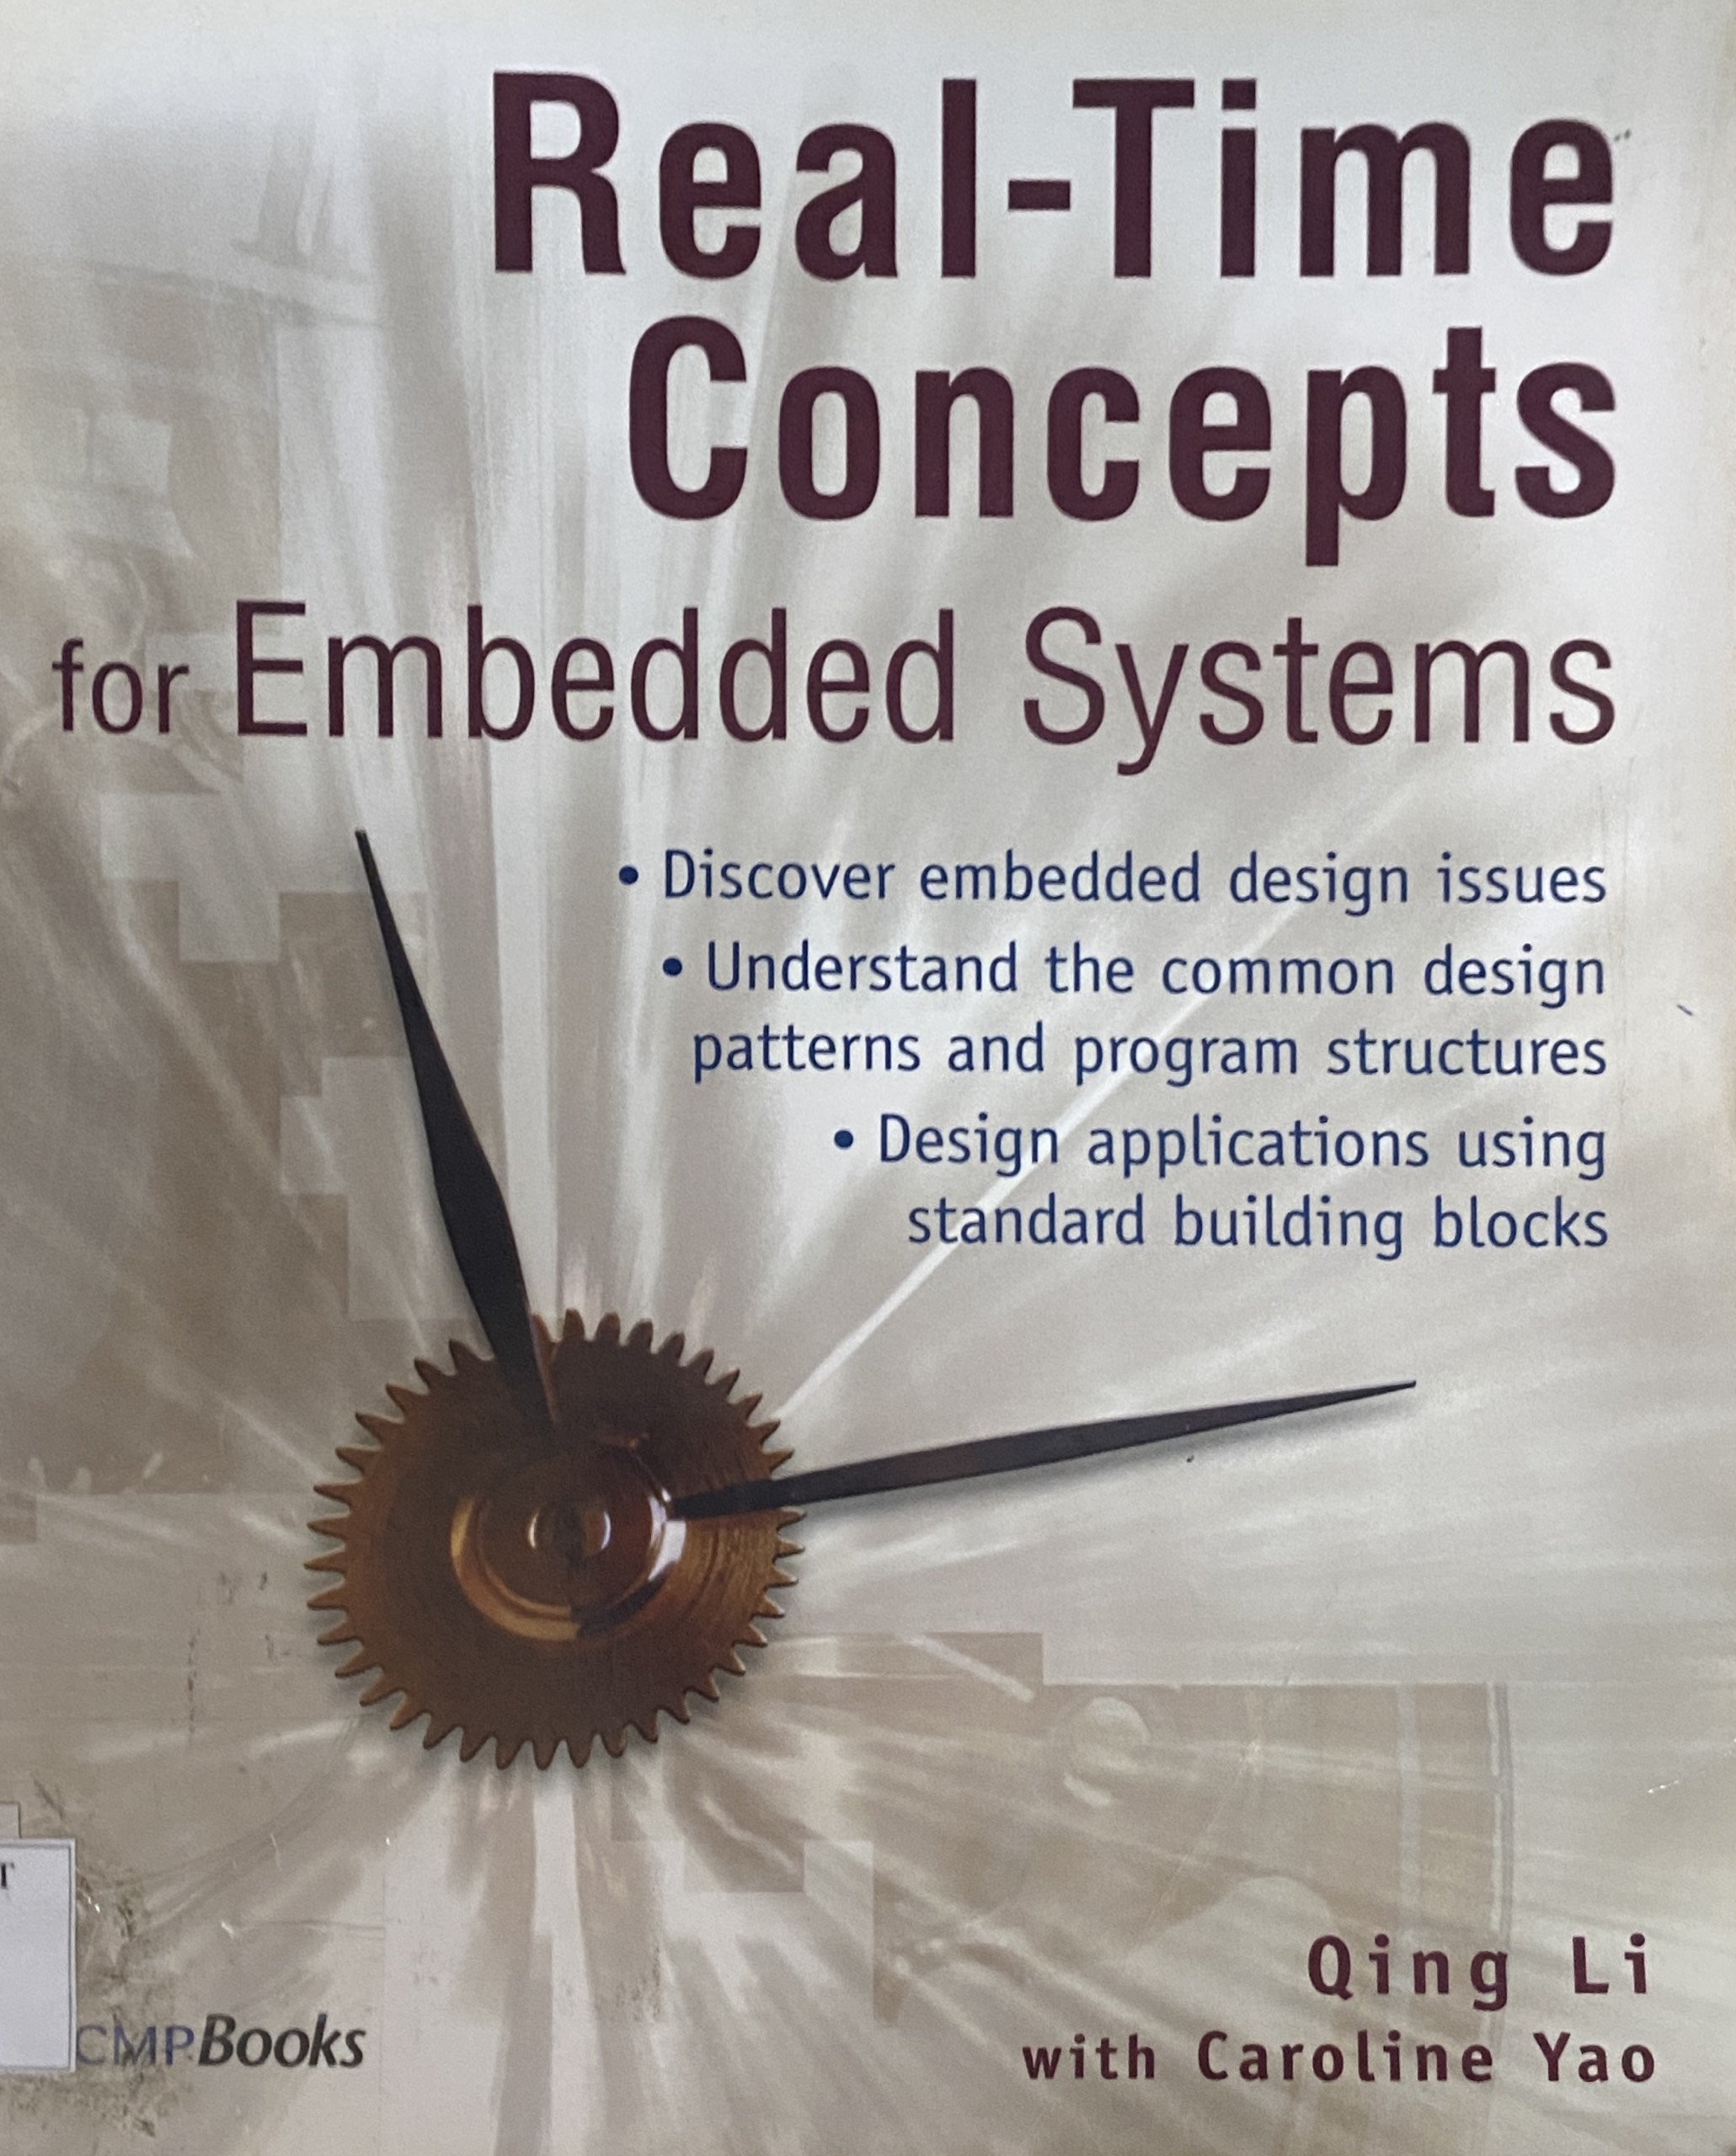 Real-Time
Concepts
for Embedded Systems
• Discover embedded design issues
• Understand the common design
patterns and program structures
• Design applications using
standard building blocks
T
Qing Li
CMPBooks
with Caroline Yao